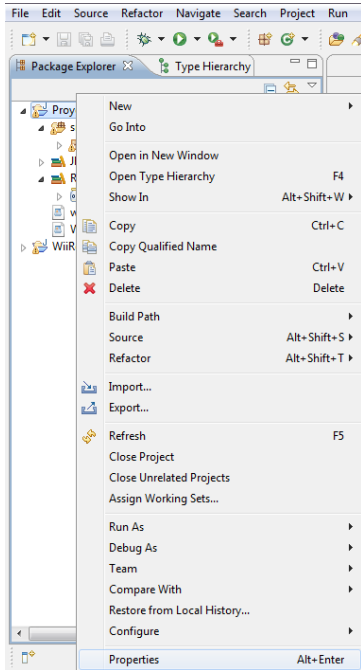 File Edit Source Refactor Navigate Search Project Run
Package Explorer Type Hierarchy
Proy
s
JR
R
w
W
WiiR
New
Go Into
Open in New Window
Open Type Hierarchy F4
Show In Alt+Shift+W
Copy Ctrl+C
Copy Qualified Name
Paste Ctrl+V
Delete Delete
Build Path
Source Alt+Shift+S
Refactor Alt+Shift+T
Import...
Export...
Refresh F5
Close Project
Close Unrelated Projects
Assign Working Sets...
Run As
Debug As
Team
Compare With
Restore from Local History...
Configure
Properties Alt+Enter